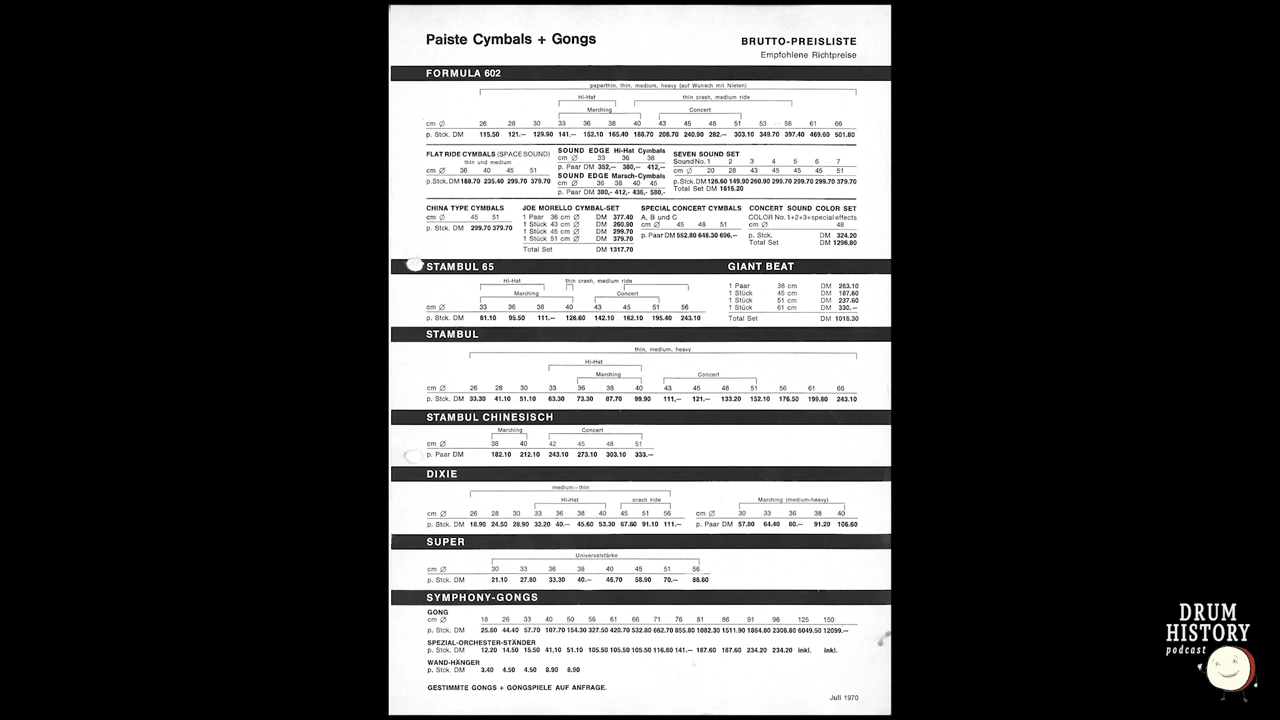 Paiste Cymbals + Gongs
BRUTTO-PREISLISTE
Empfohlene Richtpreise
FORMULA 602
paperthin, thin, medium, heavy (auf Wunsch mit Nieten)
Hi-Hat thin crash, medium ride
Marching Concert
cm Ø 26 28 30 33 36 38 40 43 45 48 51 53 56 61 66
p. Stck. DM 115.50 121.— 129.90 141.— 152.10 165.40 188.70 208.70 240.90 282.— 303.10 349.70 397.40 469.60 501.80
FLAT RIDE CYMBALS (SPACE SOUND)
thin und medium
cm Ø 36 40 45 51
p. Stck. DM 188.70 235.40 299.70 379.70
SOUND EDGE Hi-Hat Cymbals
cm Ø 33 36 38
p. Paar DM 352,— 380,— 412,—
SOUND EDGE Marsch-Cymbals
cm Ø 36 38 40 45
p. Paar DM 380,- 412,- 436,- 580,-
SEVEN SOUND SET
Sound No. 1 2 3 4 5 6 7
cm Ø 20 28 43 45 45 45 51
p. Stck. DM 126.60 149.90 260.90 299.70 299.70 299.70 379.70
Total Set DM 1816.20
CHINA TYPE CYMBALS
cm Ø 45 51
p. Stck. DM 299.70 379.70
JOE MORELLO CYMBAL-SET
1 Paar 36 cm Ø DM 377.40
1 Stück 43 cm Ø DM 260.90
1 Stück 45 cm Ø DM 299.70
1 Stück 51 cm Ø DM 379.70
Total Set DM 1317.70
SPECIAL CONCERT CYMBALS
A, B und C
cm Ø 45 48 51
p. Paar DM 552.80 648.30 696,—
CONCERT SOUND COLOR SET
COLOR No. 1+2+3+special effects
cm Ø 48
p. Stck. DM 324.20
Total Set DM 1296.80
STAMBUL 65
Hi-Hat thin crash, medium ride
Marching Concert
33 36 38 40 43 45 51 56
cm Ø
p. Stck. DM 61.10 95.50 111.— 126.60 142.10 162.10 195.40 243.10
GIANT BEAT
1 Paar 38 cm DM 263.10
1 Stück 45 cm DM 187.60
1 Stück 51 cm DM 237.60
1 Stück 61 cm DM 330,—
Total Set DM 1018.30
STAMBUL
thin, medium, heavy
Hi-Hat
Marching Concert
cm Ø 26 28 30 33 36 38 40 43 45 48 51 56 61 66
p. Stck. DM 33.30 41.10 51.10 63.30 73.30 87.70 99.90 111,— 121.— 133.20 152.10 176.50 199.80 243.10
STAMBUL CHINESISCH
Marching Concert
cm Ø 38 40 42 45 48 51
p. Paar DM 182.10 212.10 243.10 273.10 303.10 333.—
DIXIE
medium – thin
Hi-Hat crash ride
cm Ø 26 28 30 33 36 38 40 45 51 56
p. Stck. DM 18.90 24.50 28.90 32.20 40.— 45.60 53.30 67.80 91.10 111.—
Marching (medium-heavy)
cm Ø 30 33 36 38 40
p. Paar DM 57.80 64.40 80.— 91.20 106.60
SUPER
Universalstärke
cm Ø 30 33 36 38 40 45 51 56
p. Stck. DM 21.10 27.80 33.30 40.— 46.70 58.90 70.— 88.80
SYMPHONY-GONGS
GONG
cm Ø 18 26 33 40 50 56 61 66 71 76 81 86 91 96 125 150
p. Stck. DM 25.60 44.40 57.70 107.70 154.30 327.50 420.70 532.80 662.70 855.80 1082.30 1511.90 1864.80 2308.80 6049.50 12099.—
SPEZIAL-ORCHESTER-STÄNDER
p. Stck. DM 12.20 14.50 15.50 41,10 51.10 105.50 105.50 105.50 116.60 141.— 187.60 187.60 234.20 234.20 inkl. inkl.
WAND-HÄNGER
p. Stck. DM 3.40 4.50 4.50 8.90 8.90
GESTIMMTE GONGS + GONGSPIELE AUF ANFRAGE.
Juli 1970
DRUM
HISTORY
podcast